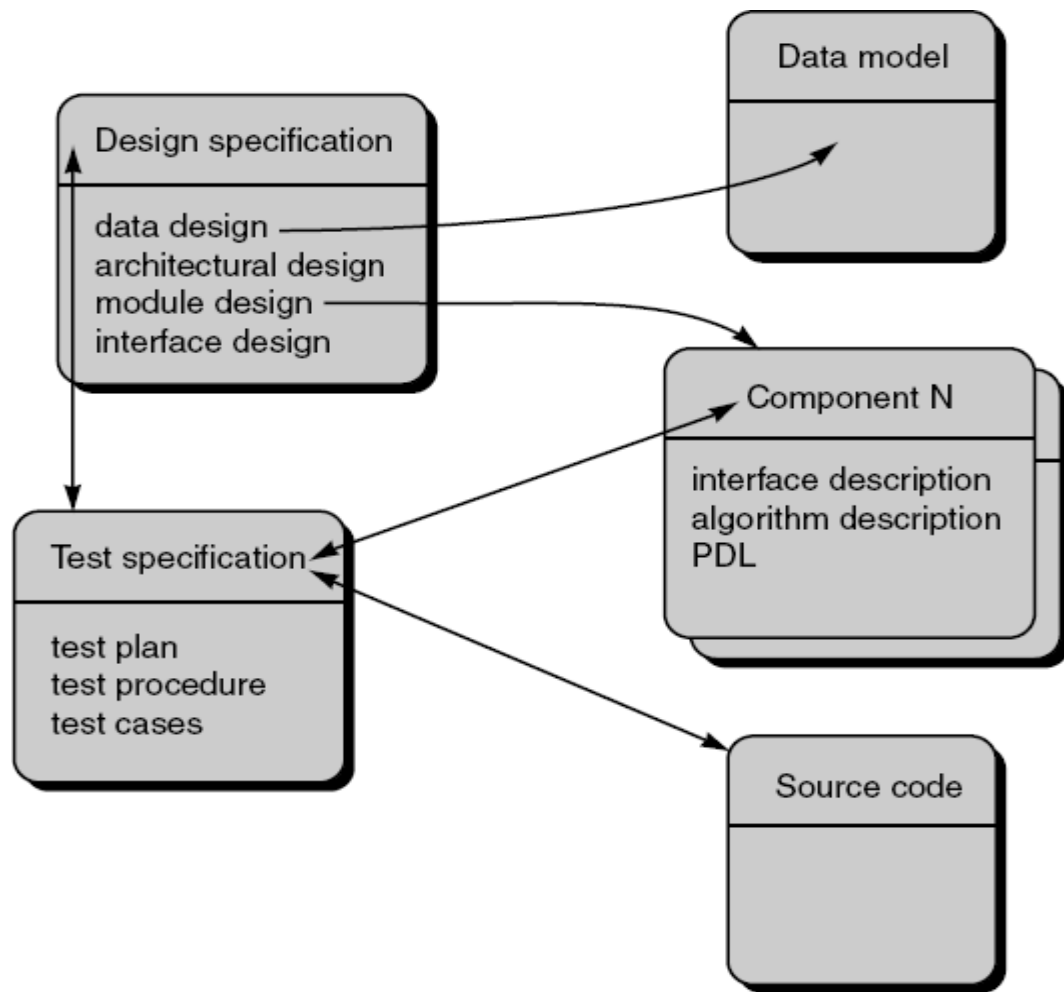 Data model
Design specification
data design
architectural design
module design
interface design
Component N
interface description
algorithm description
PDL
Test specification
test plan
test procedure
test cases
Source code